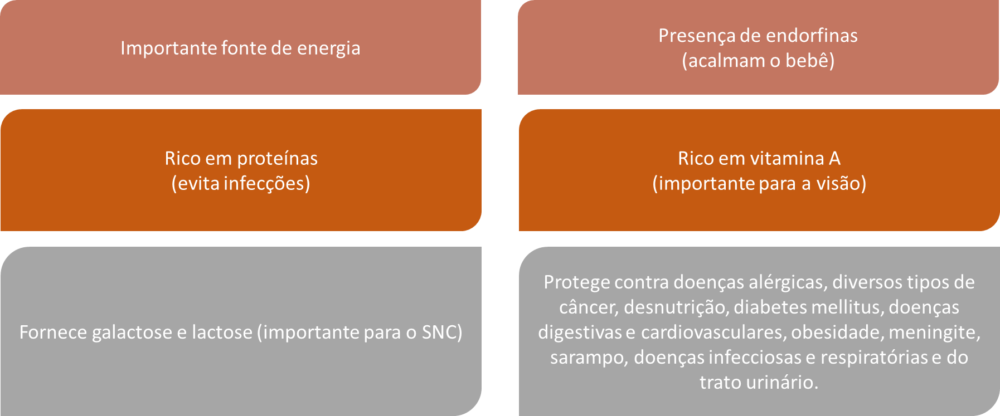 Importante fonte de energia
Presença de endorfinas
(acalmam o bebê)
Rico em proteínas
(evita infecções)
Rico em vitamina A
(importante para a visão)
Fornece galactose e lactose (importante para o SNC)
Protege contra doenças alérgicas, diversos tipos de
câncer, desnutrição, diabetes mellitus, doenças
digestivas e cardiovasculares, obesidade, meningite,
sarampo, doenças infecciosas e respiratórias e do
trato urinário.